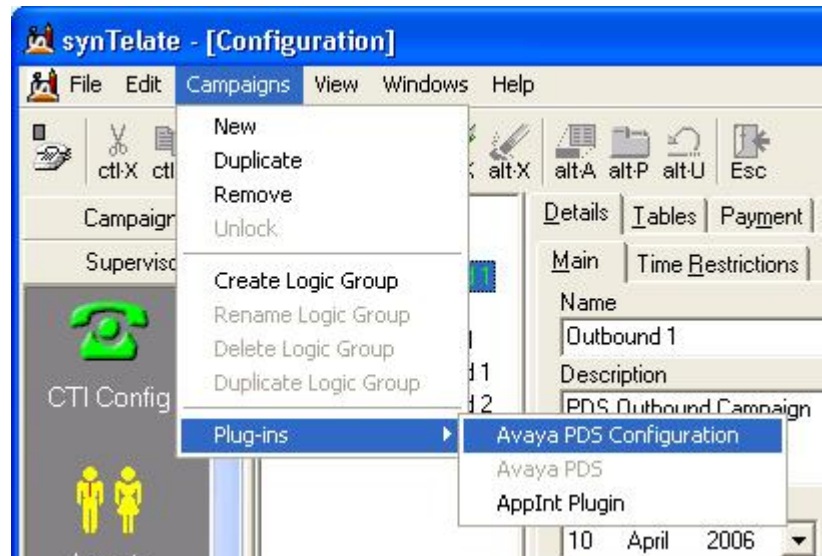 synTelate - [Configuration]
File Edit Campaigns View Windows Help
ctl-X alt-X alt-A alt-P alt-U Esc
New
Duplicate
Remove
Unlock
Create Logic Group
Rename Logic Group
Delete Logic Group
Duplicate Logic Group
Plug-ins
Avaya PDS Configuration
Avaya PDS
AppInt Plugin
CTI Config
Details Tables Payment
Main Time Restrictions
Name
Outbound 1
Description
PDS Outbound Campaign
10 April 2006